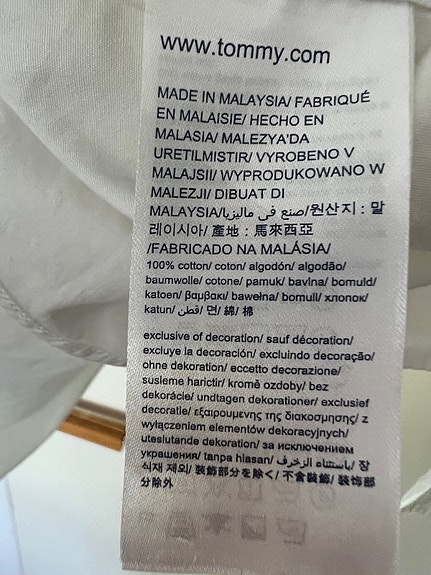 www.tommy.com
MADE IN MALAYSIA/ FABRIQUÉ
EN MALAISIE/ HECHO EN
MALASIA/ MALEZYA'DA
URETILMISTIR/ VYROBENO V
MALAJSII/ WYPRODUKOWANO W
MALEZJI/ DIBUAT DI
MALAYSIA/صنع في ماليزيا/원산지 : 말
레이시아/ 產地 : 馬來西亞
/FABRICADO NA MALÁSIA/
100% cotton/ coton/ algodón/ algodão/
baumwolle/ cotone/ pamuk/ bavlna/ bomuld/
katoen/ βαμβακι/ bawełna/ bomull/ хлопок/
katun/ قطن/ 면/ 綿/ 棉
exclusive of decoration/ sauf décoration/
excluye la decoración/ excluindo decoração/
ohne dekoration/ eccetto decorazione/
susleme harictir/ kromě ozdoby/ bez
dekorácie/ undtagen dekorationer/ exclusief
decoratie/ εξαιρουμενης της διακοσμησης/ z
wyłączeniem elementów dekoracyjnych/
uteslutande dekoration/ за исключением
украшения/ tanpa hiasan/ باستثناء الزخرف/ 장
식재 제외/ 装飾部分を除く/ 不含裝飾/ 装饰部
分除外